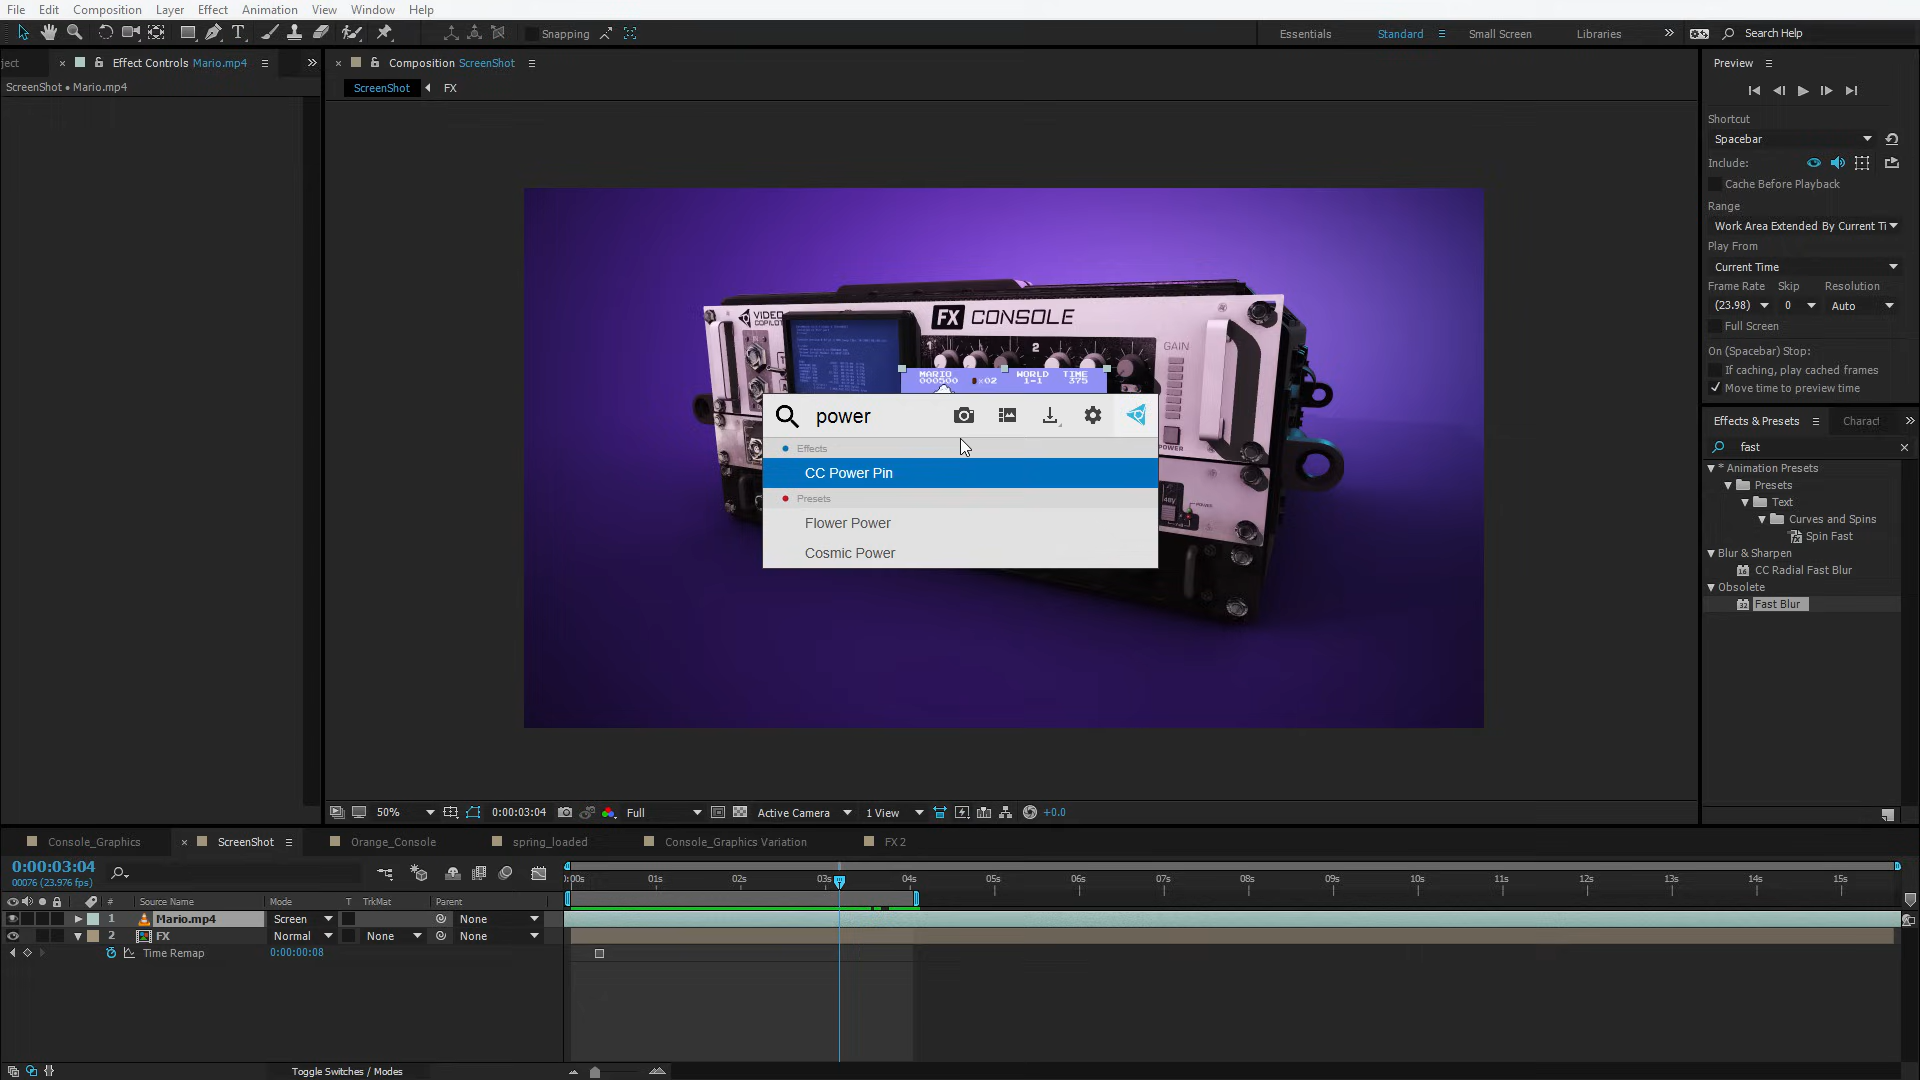 File Edit Composition Layer Effect Animation View Window Help
Snapping
Essentials Standard Small Screen Libraries Search Help
ject Effect Controls Mario.mp4
ScreenShot • Mario.mp4
Composition ScreenShot
ScreenShot FX
VIDEO
COPILOT
FX CONSOLE
1 2
GAIN
MARIO WORLD TIME
000500 x02 1-1 375
power
Effects
CC Power Pin
Presets
Flower Power
Cosmic Power
POWER
48V
Preview
Shortcut
Spacebar
Include:
Cache Before Playback
Range
Work Area Extended By Current Ti
Play From
Current Time
Frame Rate Skip Resolution
(23.98) 0 Auto
Full Screen
On (Spacebar) Stop:
If caching, play cached frames
Move time to preview time
Effects & Presets Charact
fast
* Animation Presets
Presets
Text
Curves and Spins
Spin Fast
Blur & Sharpen
CC Radial Fast Blur
Obsolete
Fast Blur
50% 0:00:03:04 Full Active Camera 1 View +0.0
Console_Graphics ScreenShot Orange_Console spring_loaded Console_Graphics Variation FX 2
0:00:03:04
00076 (23.976 fps)
:00s 01s 02s 03s 04s 05s 06s 07s 08s 09s 10s 11s 12s 13s 14s 15s
# Source Name Mode T TrkMat Parent
1 Mario.mp4 Screen None
2 FX Normal None None
Time Remap 0:00:00:08
Toggle Switches / Modes